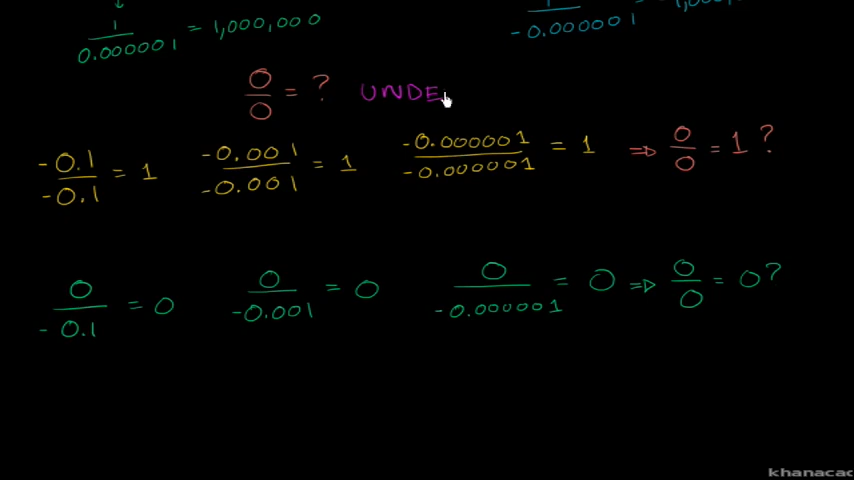 1/0.000001 = 1,000,000
1/-0.000001 =
0/0 = ? UNDE
-0.1/-0.1 = 1   -0.001/-0.001 = 1   -0.000001/-0.000001 = 1 ⇒ 0/0 = 1?
0/-0.1 = 0   0/-0.001 = 0   0/-0.000001 = 0 ⇒ 0/0 = 0?
khanacac